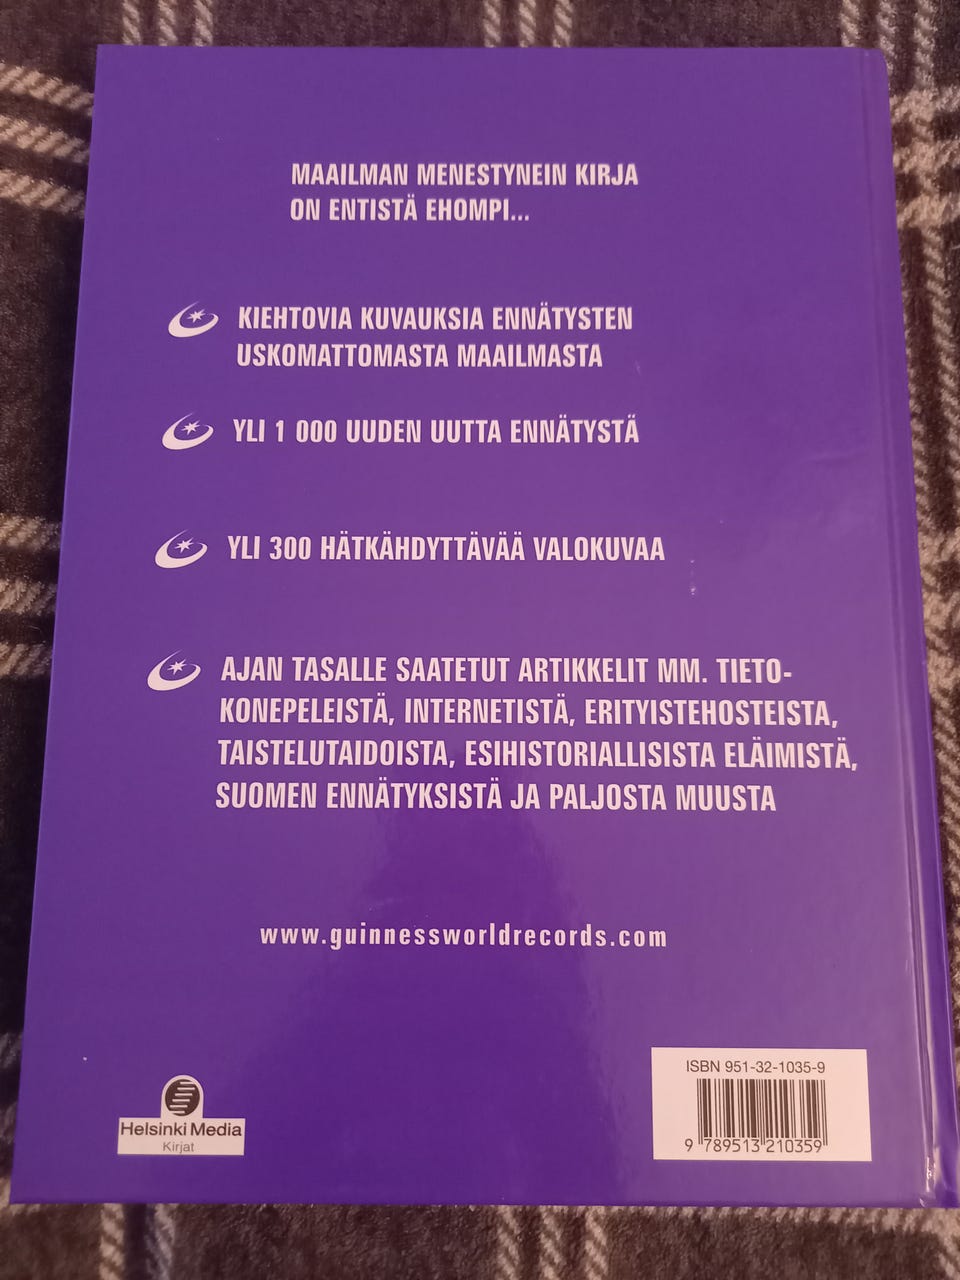 MAAILMAN MENESTYNEIN KIRJA
ON ENTISTÄ EHOMPI...
KIEHTOVIA KUVAUKSIA ENNÄTYSTEN
USKOMATTOMASTA MAAILMASTA
YLI 1 000 UUDEN UUTTA ENNÄTYSTÄ
YLI 300 HÄTKÄHDYTTÄVÄÄ VALOKUVAA
AJAN TASALLE SAATETUT ARTIKKELIT MM. TIETO-
KONEPELEISTÄ, INTERNETISTÄ, ERITYISTEHOSTEISTA,
TAISTELUTAIDOISTA, ESIHISTORIALLISISTA ELÄIMISTÄ,
SUOMEN ENNÄTYKSISTÄ JA PALJOSTA MUUSTA
www.guinnessworldrecords.com
Helsinki Media
Kirjat
ISBN 951-32-1035-9
9 789513 210359